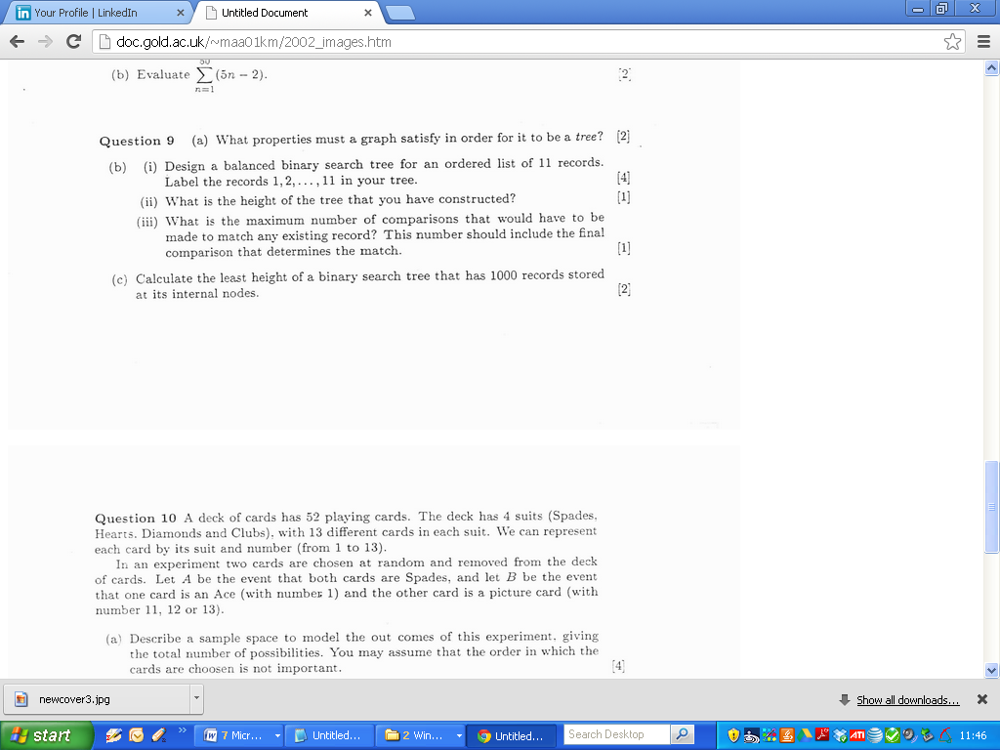 Your Profile | LinkedIn
Untitled Document
doc.gold.ac.uk/~maa01km/2002_images.htm
50
(b) Evaluate ∑ (5n − 2). [2]
n=1
Question 9 (a) What properties must a graph satisfy in order for it to be a tree? [2]
(b) (i) Design a balanced binary search tree for an ordered list of 11 records.
Label the records 1, 2, . . . , 11 in your tree. [4]
(ii) What is the height of the tree that you have constructed? [1]
(iii) What is the maximum number of comparisons that would have to be
made to match any existing record? This number should include the final
comparison that determines the match. [1]
(c) Calculate the least height of a binary search tree that has 1000 records stored
at its internal nodes. [2]
Question 10 A deck of cards has 52 playing cards. The deck has 4 suits (Spades,
Hearts, Diamonds and Clubs), with 13 different cards in each suit. We can represent
each card by its suit and number (from 1 to 13).
In an experiment two cards are chosen at random and removed from the deck
of cards. Let A be the event that both cards are Spades, and let B be the event
that one card is an Ace (with number 1) and the other card is a picture card (with
number 11, 12 or 13).
(a) Describe a sample space to model the out comes of this experiment, giving
the total number of possibilities. You may assume that the order in which the
cards are choosen is not important. [4]
newcover3.jpg
Show all downloads...
start
7 Micr...
Untitled...
2 Win...
Untitled...
Search Desktop
11:46